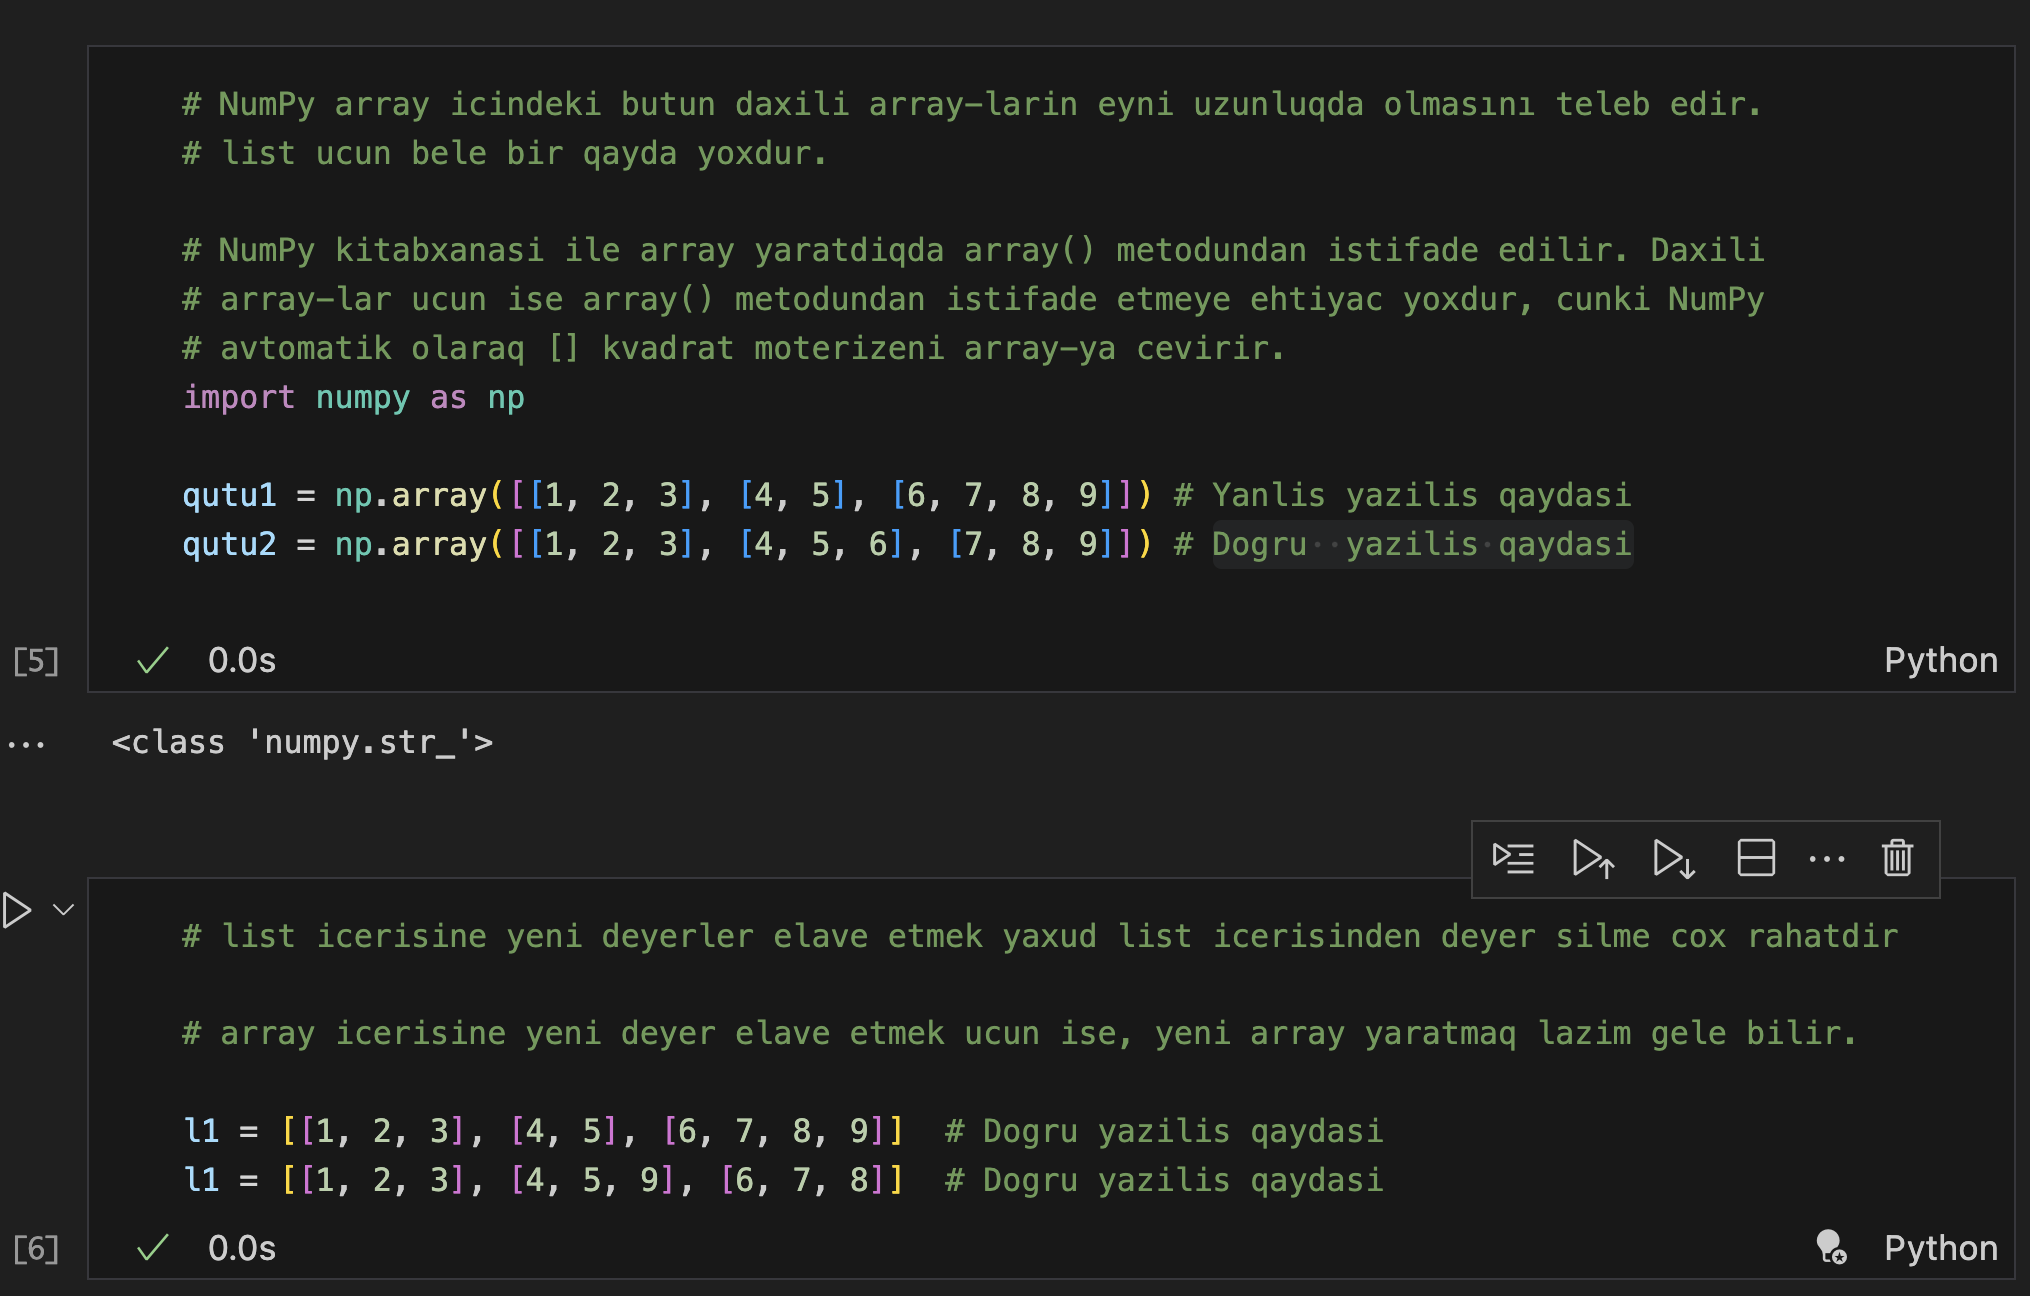 # NumPy array icindeki butun daxili array-larin eyni uzunluqda olmasını teleb edir.
# list ucun bele bir qayda yoxdur.
# NumPy kitabxanasi ile array yaratdiqda array() metodundan istifade edilir. Daxili
# array-lar ucun ise array() metodundan istifade etmeye ehtiyac yoxdur, cunki NumPy
# avtomatik olaraq [] kvadrat moterizeni array-ya cevirir.
import numpy as np
qutu1 = np.array([[1, 2, 3], [4, 5], [6, 7, 8, 9]]) # Yanlis yazilis qaydasi
qutu2 = np.array([[1, 2, 3], [4, 5, 6], [7, 8, 9]]) # Dogru  yazilis qaydasi
[5] 0.0s Python
<class 'numpy.str_'>
# list icerisine yeni deyerler elave etmek yaxud list icerisinden deyer silme cox rahatdir
# array icerisine yeni deyer elave etmek ucun ise, yeni array yaratmaq lazim gele bilir.
l1 = [[1, 2, 3], [4, 5], [6, 7, 8, 9]]  # Dogru yazilis qaydasi
l1 = [[1, 2, 3], [4, 5, 9], [6, 7, 8]]  # Dogru yazilis qaydasi
[6] 0.0s Python